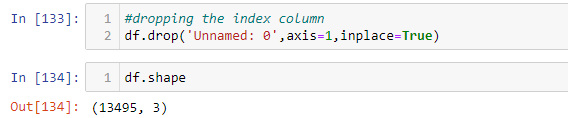 In [133]: 1 #dropping the index column
2 df.drop('Unnamed: 0',axis=1,inplace=True)
In [134]: 1 df.shape
Out[134]: (13495, 3)